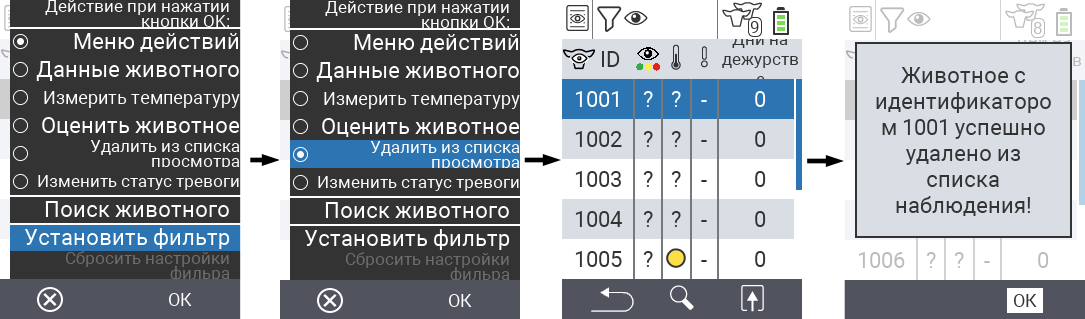 Действие при нажатии
кнопки OK:
Меню действий
Данные животного
Измерить температуру
Оценить животное
Удалить из списка
просмотра
Изменить статус тревоги
Поиск животного
Установить фильтр
Сбросить настройки
фильра
OK
Действие при нажатии
кнопки OK:
Меню действий
Данные животного
Измерить температуру
Оценить животное
Удалить из списка
просмотра
Изменить статус тревоги
Поиск животного
Установить фильтр
Сбросить настройки
фильра
OK
9
ID
Дни на
дежурств
1001 ? ? - 0
1002 ? ? - 0
1003 ? ? - 0
1004 ? ? - 0
1005 ? - 0
8
Животное с
идентификаторо
м 1001 успешно
удалено из
списка
наблюдения!
1006 ? ? - 0
OK